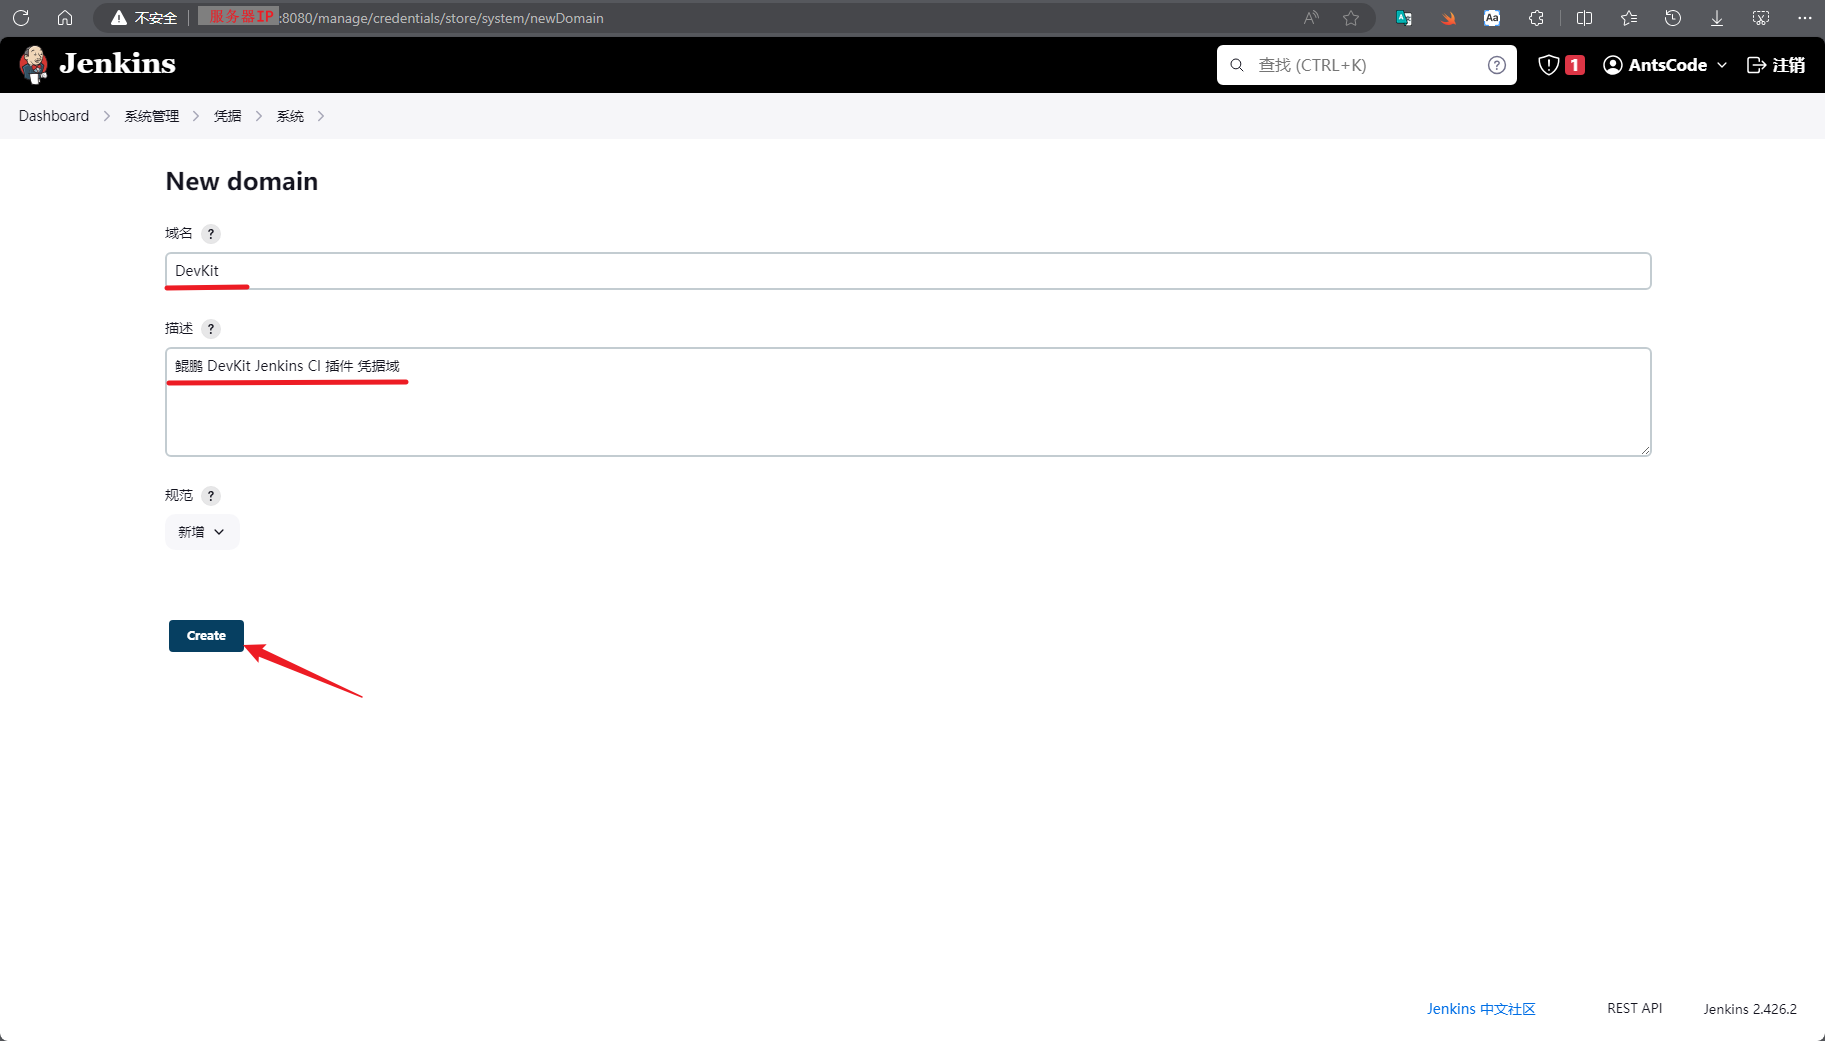 不安全 服务器IP:8080/manage/credentials/store/system/newDomain
Jenkins 查找 (CTRL+K) ? 1 AntsCode 注销
Dashboard 系统管理 凭据 系统
New domain
域名 ?
DevKit
描述 ?
鲲鹏 DevKit Jenkins CI 插件 凭据域
规范 ?
新增
Create
Jenkins 中文社区 REST API Jenkins 2.426.2